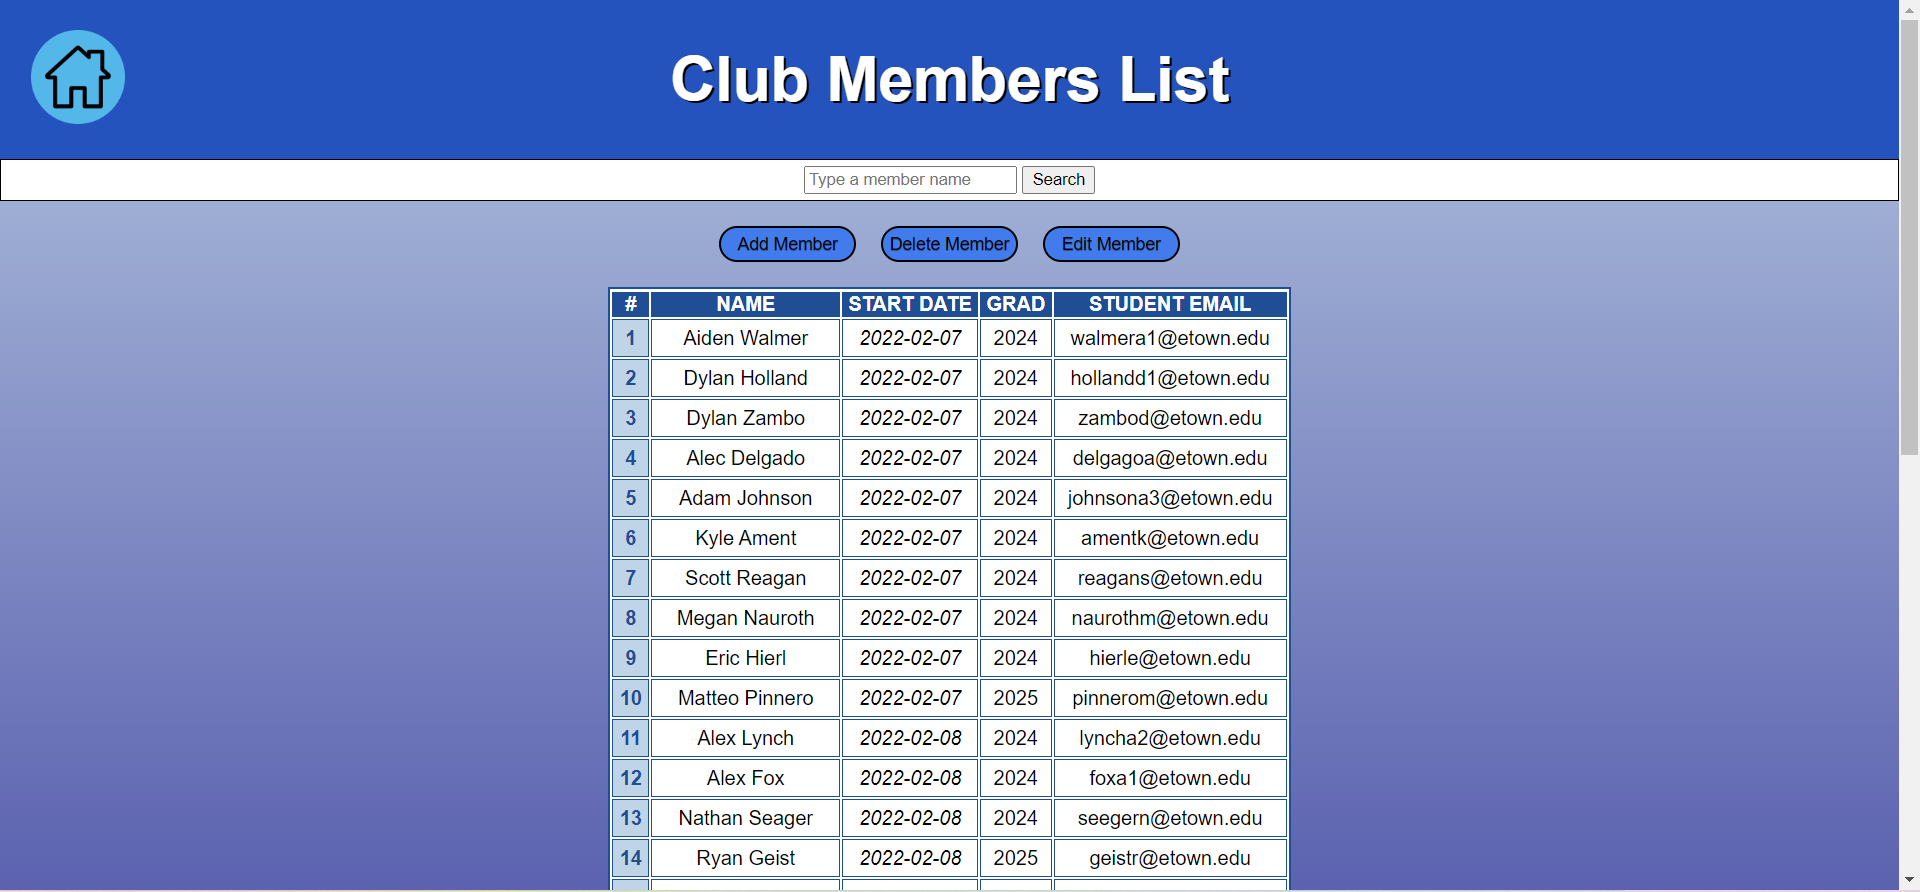 Club Members List
Type a member name Search
Add Member Delete Member Edit Member
# NAME START DATE GRAD STUDENT EMAIL
1 Aiden Walmer 2022-02-07 2024 walmera1@etown.edu
2 Dylan Holland 2022-02-07 2024 hollandd1@etown.edu
3 Dylan Zambo 2022-02-07 2024 zambod@etown.edu
4 Alec Delgado 2022-02-07 2024 delgagoa@etown.edu
5 Adam Johnson 2022-02-07 2024 johnsona3@etown.edu
6 Kyle Ament 2022-02-07 2024 amentk@etown.edu
7 Scott Reagan 2022-02-07 2024 reagans@etown.edu
8 Megan Nauroth 2022-02-07 2024 naurothm@etown.edu
9 Eric Hierl 2022-02-07 2024 hierle@etown.edu
10 Matteo Pinnero 2022-02-07 2025 pinnerom@etown.edu
11 Alex Lynch 2022-02-08 2024 lyncha2@etown.edu
12 Alex Fox 2022-02-08 2024 foxa1@etown.edu
13 Nathan Seager 2022-02-08 2024 seegern@etown.edu
14 Ryan Geist 2022-02-08 2025 geistr@etown.edu